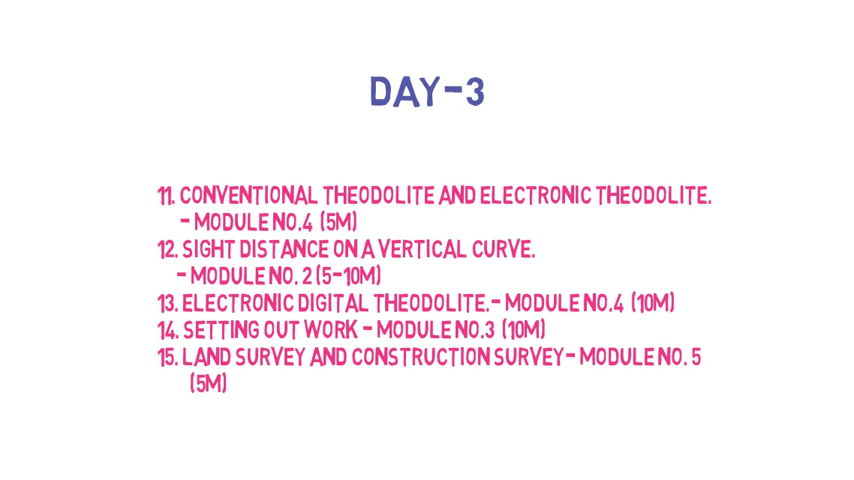 DAY-3
11. CONVENTIONAL THEODOLITE AND ELECTRONIC THEODOLITE.
- MODULE NO.4 (5M)
12. SIGHT DISTANCE ON A VERTICAL CURVE.
- MODULE NO. 2 (5-10M)
13. ELECTRONIC DIGITAL THEODOLITE.- MODULE NO.4 (10M)
14. SETTING OUT WORK - MODULE NO.3 (10M)
15. LAND SURVEY AND CONSTRUCTION SURVEY- MODULE NO. 5
(5M)